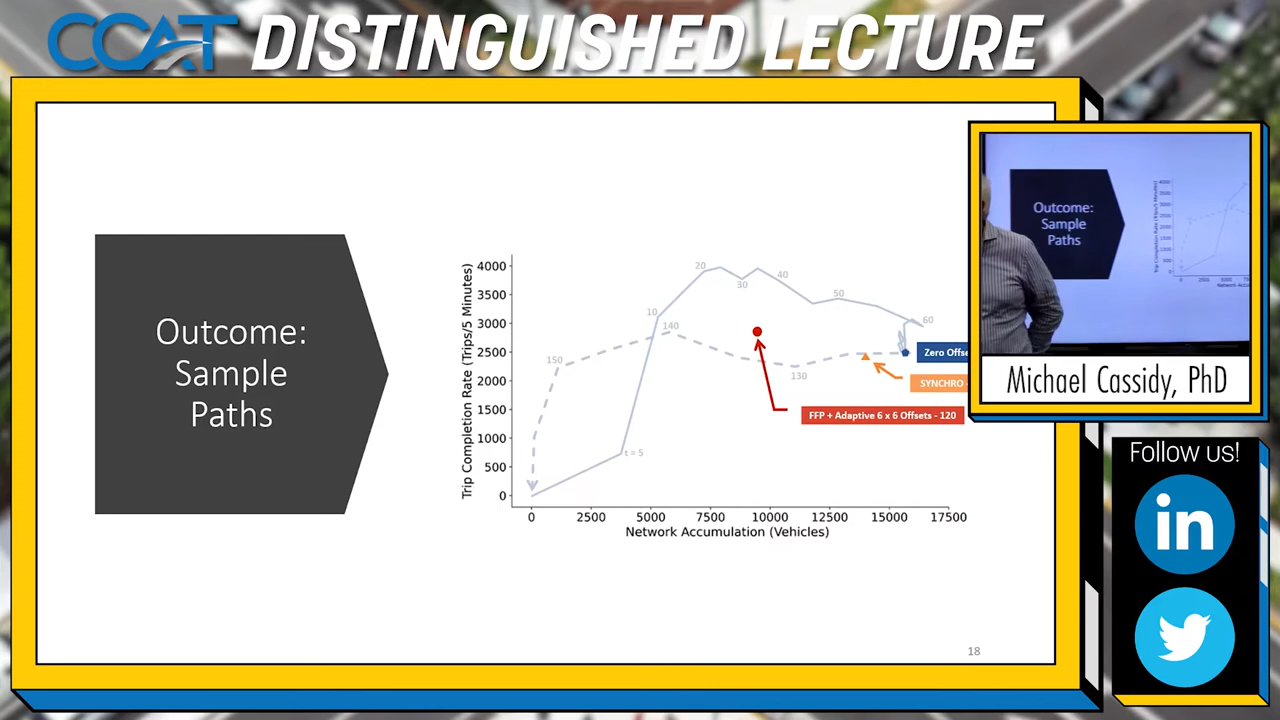 CCAT DISTINGUISHED LECTURE
Outcome:
Sample
Paths
Trip Completion Rate (Trips/5 Minutes)
4000
3500
3000
2500
2000
1500
1000
500
0
0 2500 5000 7500 10000 12500 15000 17500
Network Accumulation (Vehicles)
t = 5
10
20
30
40
50
60
130
140
150
Zero Offse
SYNCHRO -
FFP + Adaptive 6 x 6 Offsets - 120
18
Outcome:
Sample
Paths
Michael Cassidy, PhD
Follow us!
in